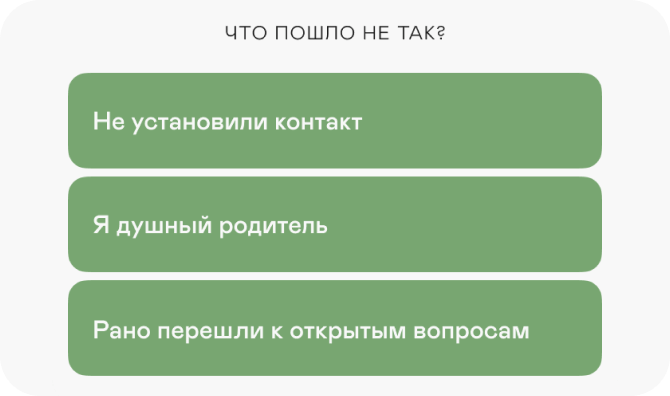 ЧТО ПОШЛО НЕ ТАК?
Не установили контакт
Я душный родитель
Рано перешли к открытым вопросам